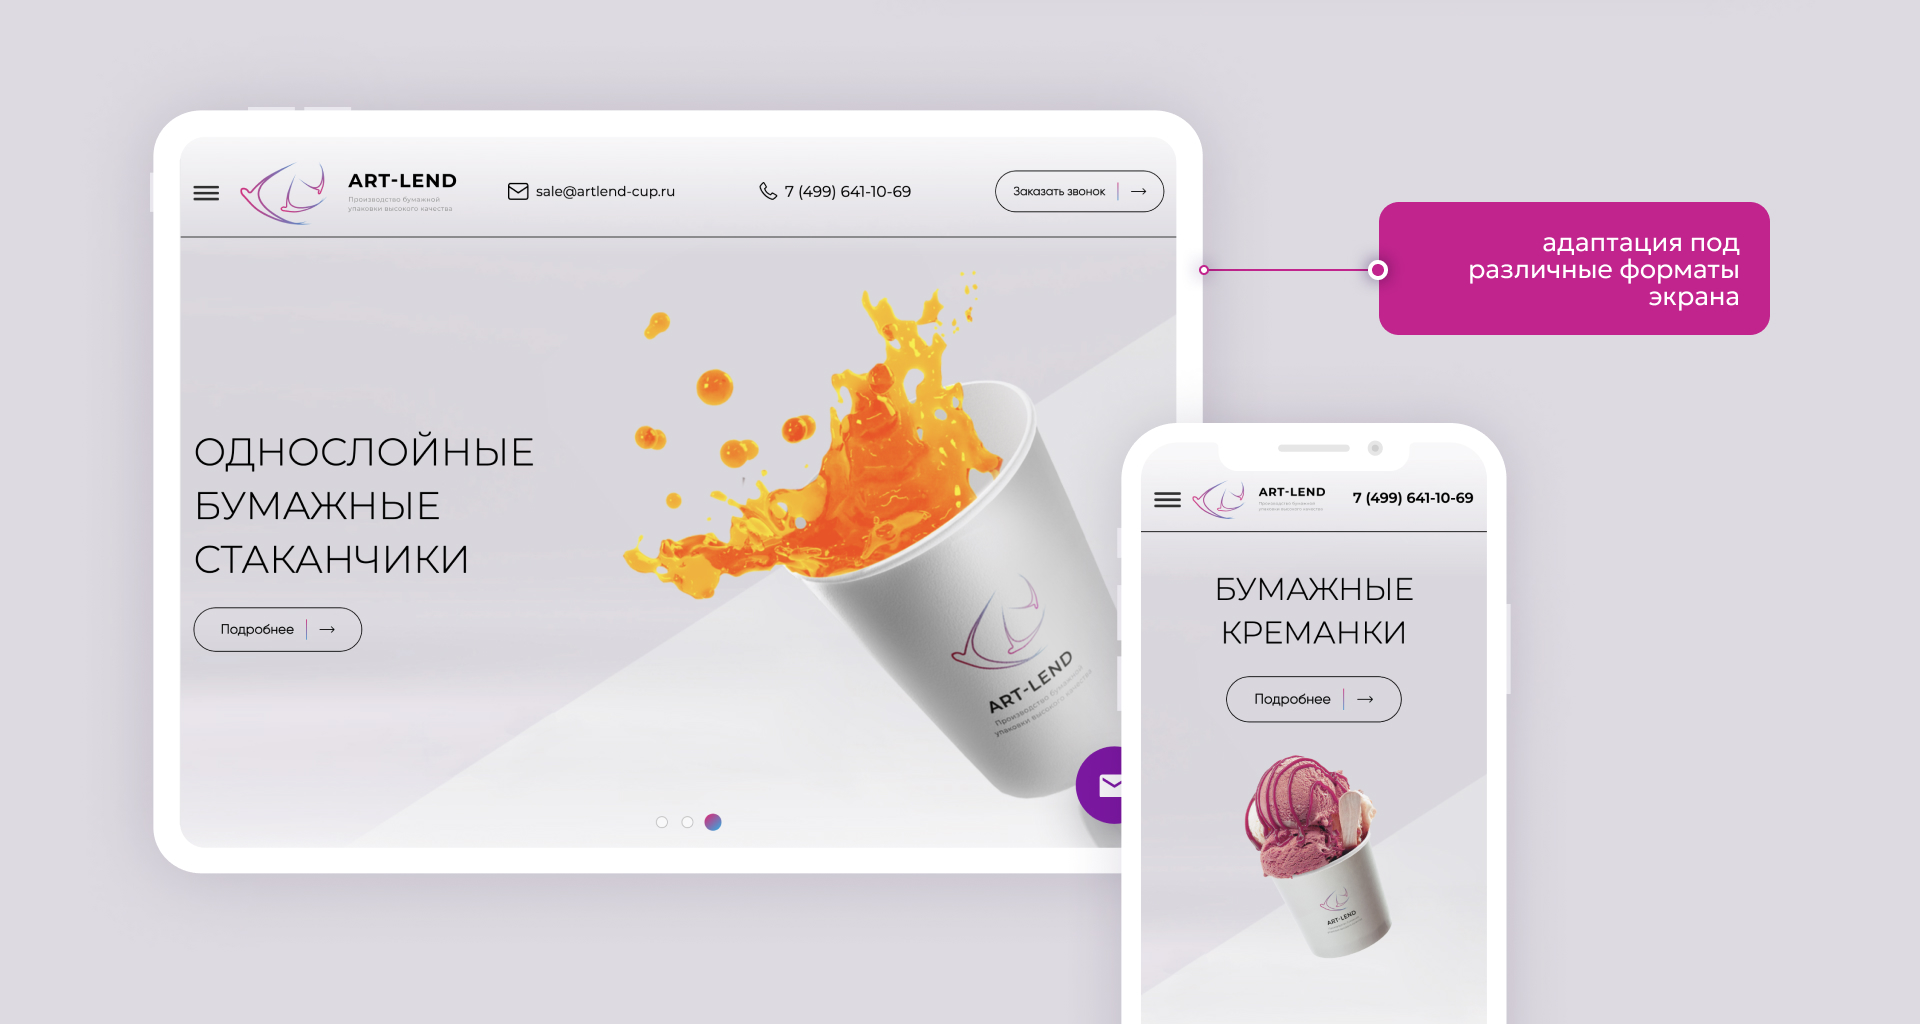 ART-LEND
Производство бумажной
упаковки высокого качества
sale@artlend-cup.ru
7 (499) 641-10-69
Заказать звонок
ОДНОСЛОЙНЫЕ
БУМАЖНЫЕ
СТАКАНЧИКИ
Подробнее
ART-LEND
Производство бумажной
упаковки высокого качества
адаптация под
различные форматы
экрана
ART-LEND
Производство бумажной
упаковки высокого качества
7 (499) 641-10-69
БУМАЖНЫЕ
КРЕМАНКИ
Подробнее
ART-LEND